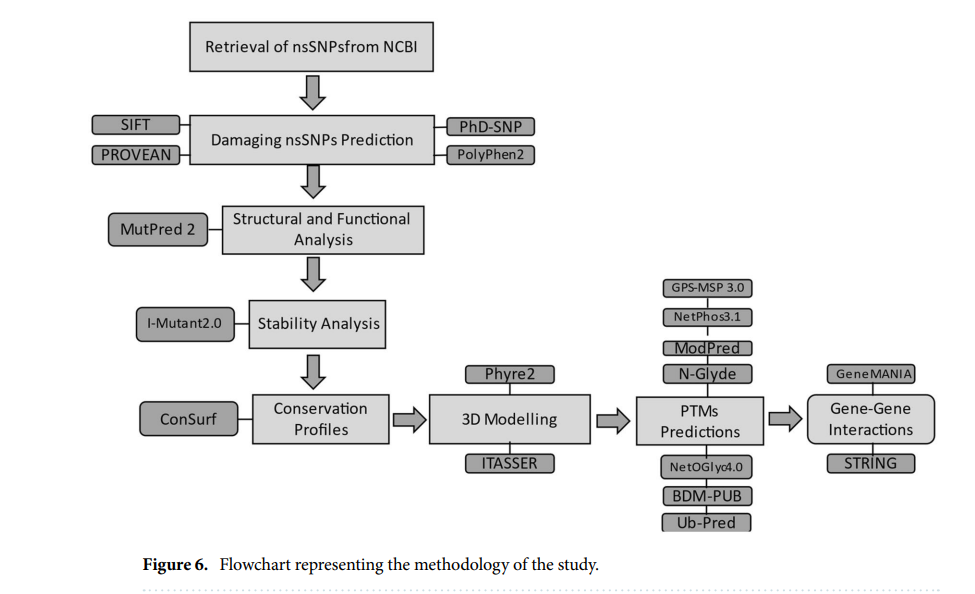 Retrieval of nsSNPsfrom NCBI
SIFT
PROVEAN
Damaging nsSNPs Prediction
PhD-SNP
PolyPhen2
MutPred 2
Structural and Functional
Analysis
I-Mutant2.0
Stability Analysis
ConSurf
Conservation
Profiles
Phyre2
3D Modelling
ITASSER
GPS-MSP 3.0
NetPhos3.1
ModPred
N-Glyde
PTMs
Predictions
NetOGlyc4.0
BDM-PUB
Ub-Pred
GeneMANIA
Gene-Gene
Interactions
STRING
Figure 6. Flowchart representing the methodology of the study.